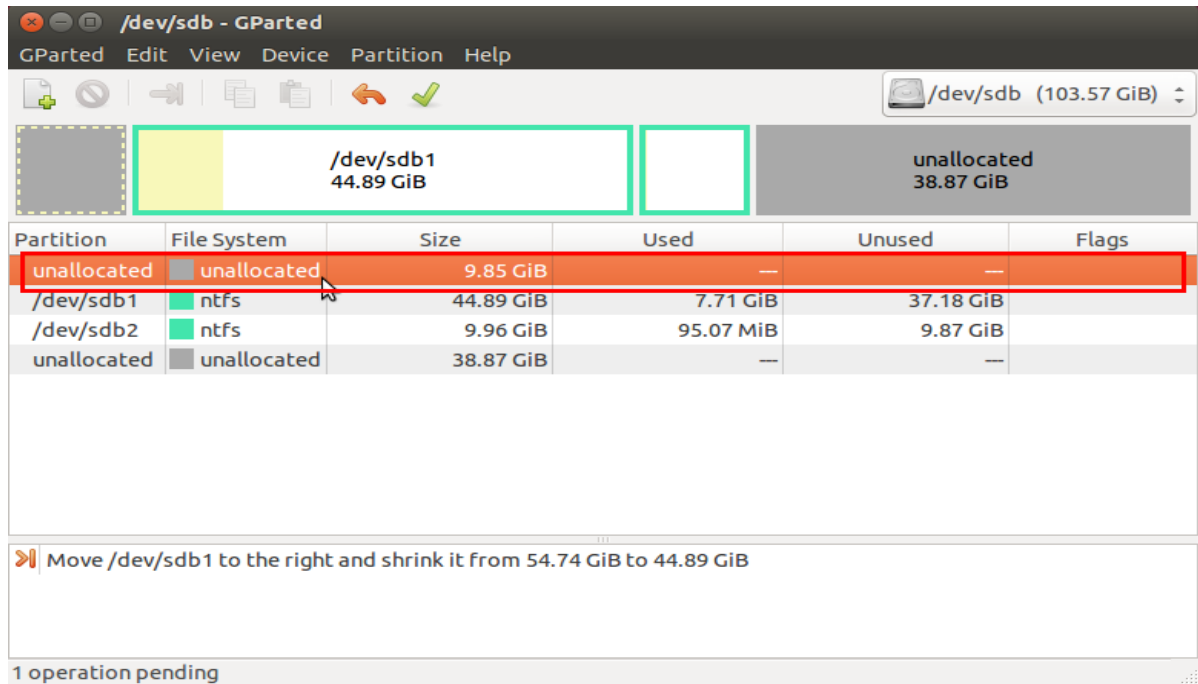 /dev/sdb - GParted
GParted Edit View Device Partition Help
/dev/sdb (103.57 GiB)
/dev/sdb1
44.89 GiB
unallocated
38.87 GiB
Partition File System Size Used Unused Flags
unallocated unallocated 9.85 GiB --- ---
/dev/sdb1 ntfs 44.89 GiB 7.71 GiB 37.18 GiB
/dev/sdb2 ntfs 9.96 GiB 95.07 MiB 9.87 GiB
unallocated unallocated 38.87 GiB --- ---
Move /dev/sdb1 to the right and shrink it from 54.74 GiB to 44.89 GiB
1 operation pending